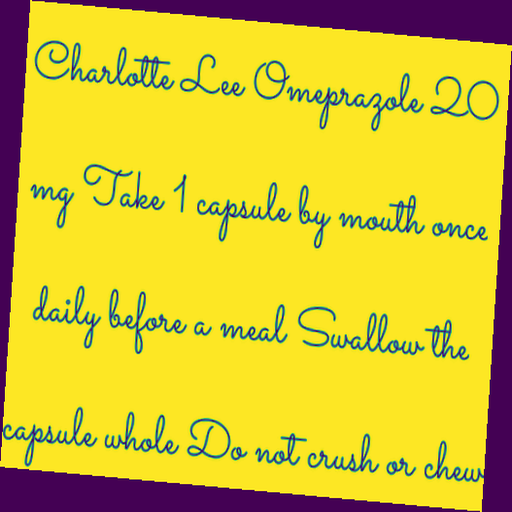 Charlotte Lee Omeprazole 20
mg Take 1 capsule by mouth once
daily before a meal Swallow the
capsule whole Do not crush or chew